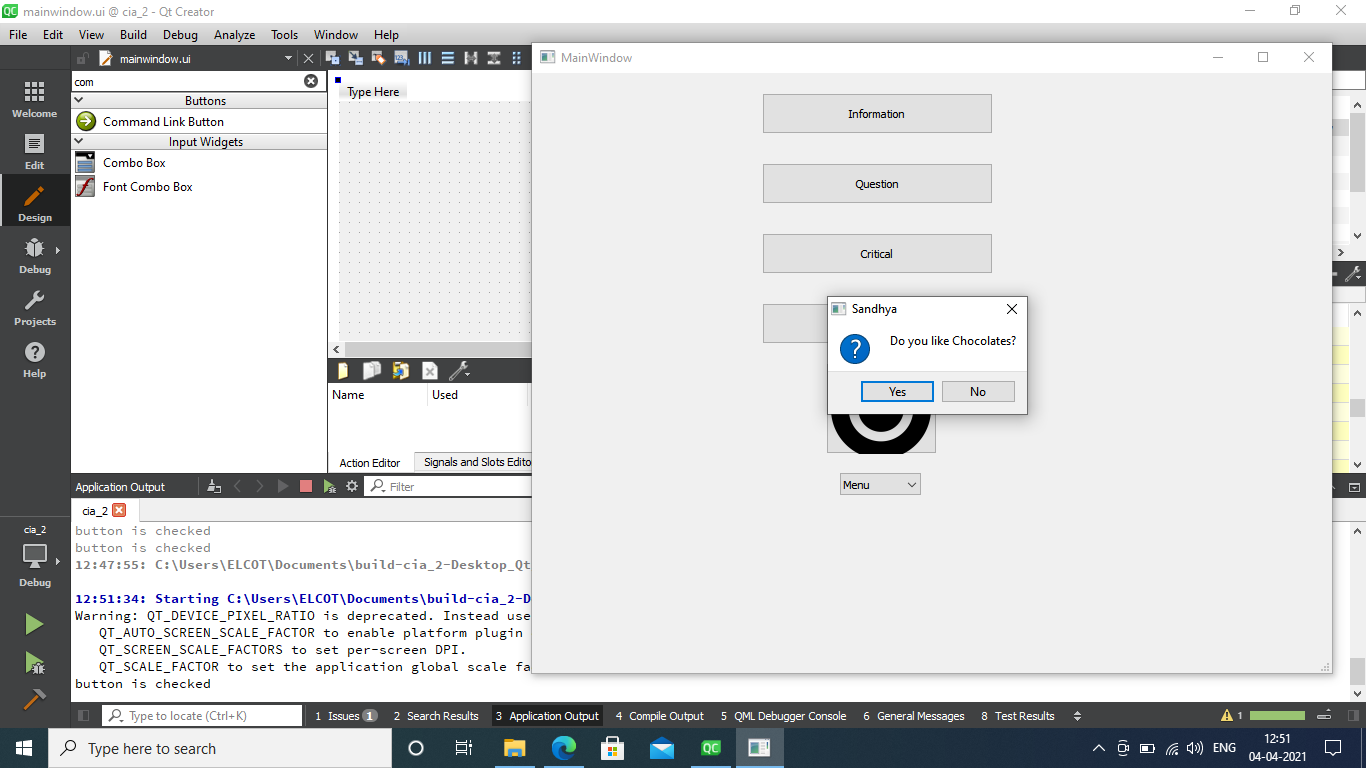 mainwindow.ui @ cia_2 - Qt Creator
File Edit View Build Debug Analyze Tools Window Help
mainwindow.ui
MainWindow
com
Buttons
Command Link Button
Input Widgets
Combo Box
Font Combo Box
Type Here
Welcome
Edit
Design
Debug
Projects
Help
Information
Question
Critical
Sandhya
Do you like Chocolates?
Yes No
Menu
Name Used
Action Editor Signals and Slots Edito
Application Output
Filter
cia_2
button is checked
button is checked
12:47:55: C:\Users\ELCOT\Documents\build-cia_2-Desktop_Qt
12:51:34: Starting C:\Users\ELCOT\Documents\build-cia_2-D
Warning: QT_DEVICE_PIXEL_RATIO is deprecated. Instead use
QT_AUTO_SCREEN_SCALE_FACTOR to enable platform plugin
QT_SCREEN_SCALE_FACTORS to set per-screen DPI.
QT_SCALE_FACTOR to set the application global scale fa
button is checked
cia_2
Debug
Type to locate (Ctrl+K) 1 Issues 1 2 Search Results 3 Application Output 4 Compile Output 5 QML Debugger Console 6 General Messages 8 Test Results 1
Type here to search
QC
ENG
12:51
04-04-2021